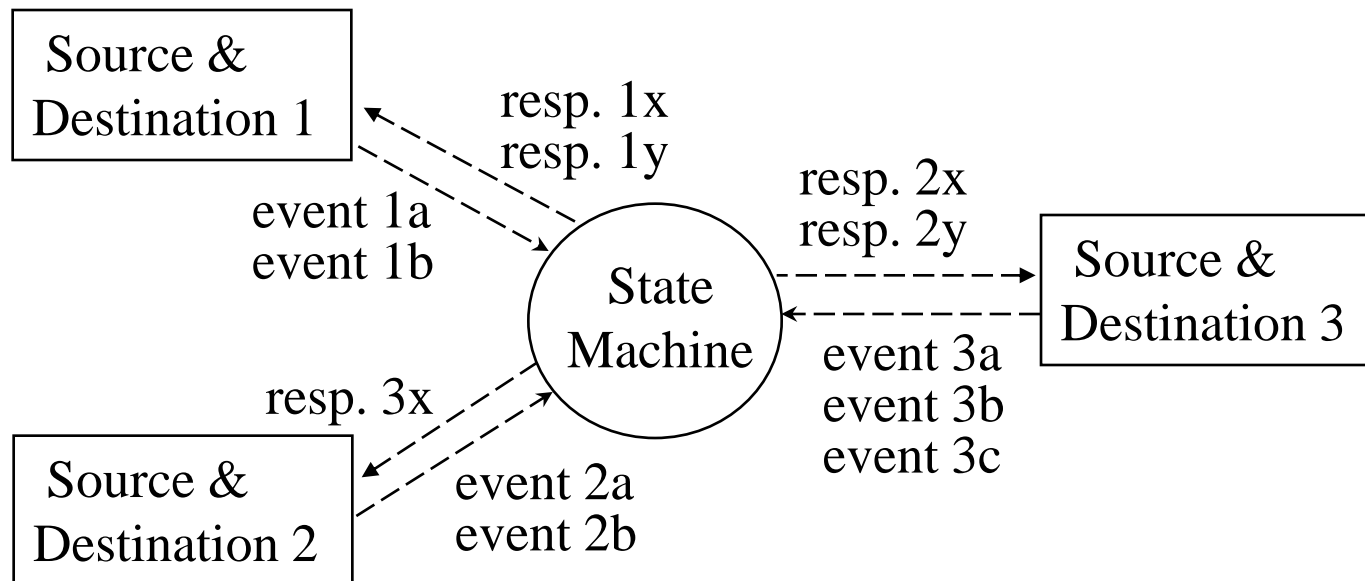 Source &
Destination 1
resp. 1x
resp. 1y
event 1a
event 1b
resp. 2x
resp. 2y
Source &
Destination 3
State
Machine
event 3a
event 3b
event 3c
resp. 3x
Source &
Destination 2
event 2a
event 2b